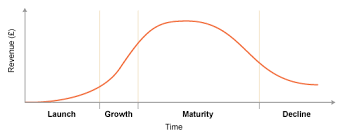 Revenue (£)
Launch
Growth
Maturity
Decline
Time